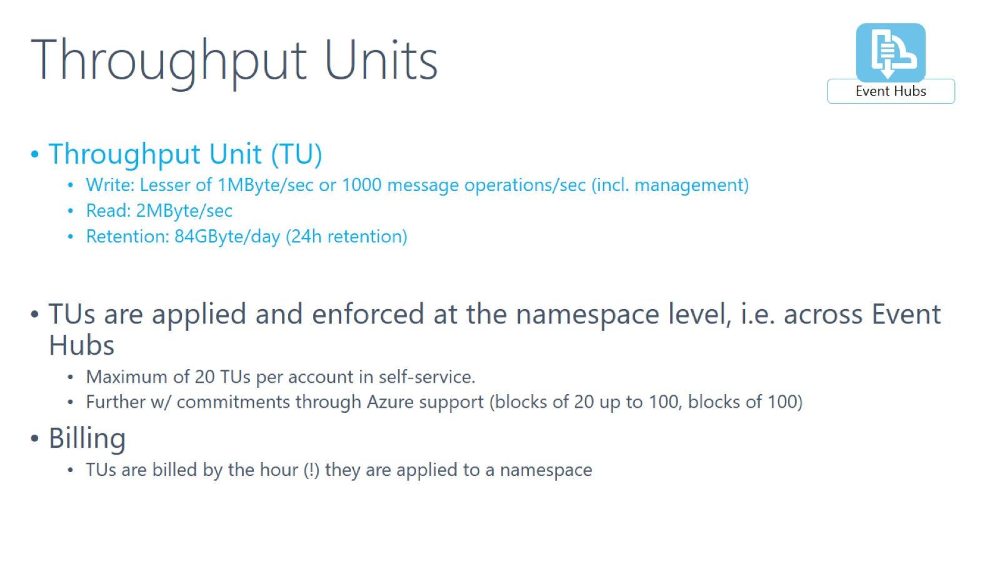 Throughput Units
Event Hubs
• Throughput Unit (TU)
• Write: Lesser of 1MByte/sec or 1000 message operations/sec (incl. management)
• Read: 2MByte/sec
• Retention: 84GByte/day (24h retention)
• TUs are applied and enforced at the namespace level, i.e. across Event
Hubs
• Maximum of 20 TUs per account in self-service.
• Further w/ commitments through Azure support (blocks of 20 up to 100, blocks of 100)
• Billing
• TUs are billed by the hour (!) they are applied to a namespace